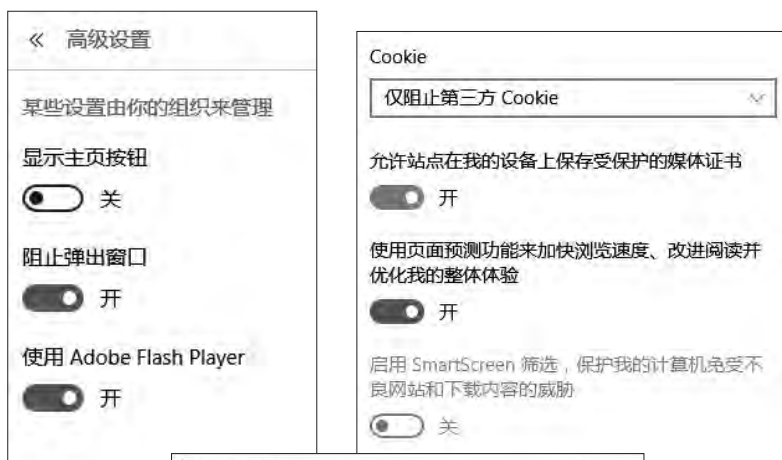 « 高级设置
某些设置由你的组织来管理
显示主页按钮
关
阻止弹出窗口
开
使用 Adobe Flash Player
开
Cookie
仅阻止第三方 Cookie
允许站点在我的设备上保存受保护的媒体证书
开
使用页面预测功能来加快浏览速度、改进阅读并
优化我的整体体验
开
启用 SmartScreen 筛选，保护我的计算机免受不
良网站和下载内容的威胁
关